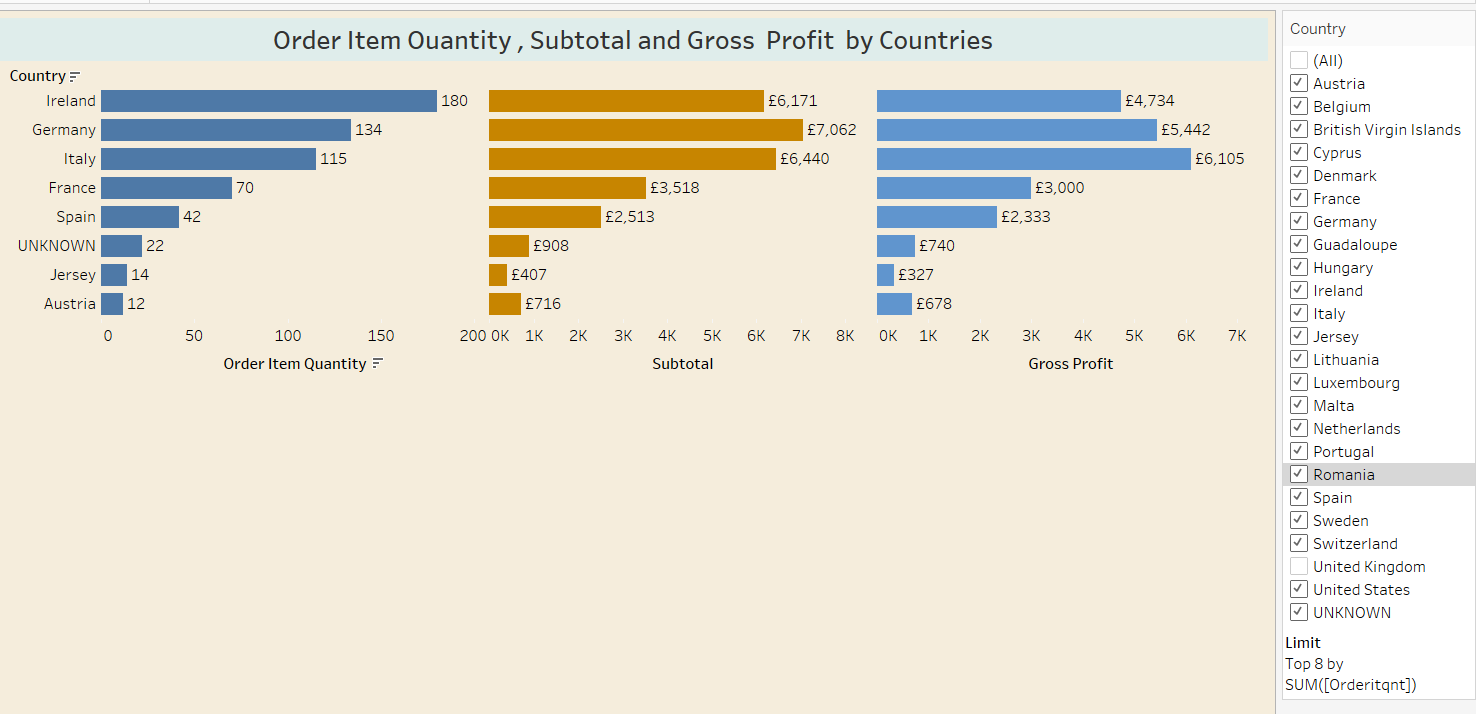 Order Item Ouantity , Subtotal and Gross  Profit  by Countries
Country
Ireland 180 £6,171 £4,734
Germany 134 £7,062 £5,442
Italy 115 £6,440 £6,105
France 70 £3,518 £3,000
Spain 42 £2,513 £2,333
UNKNOWN 22 £908 £740
Jersey 14 £407 £327
Austria 12 £716 £678
0 50 100 150 200 0K 1K 2K 3K 4K 5K 6K 7K 8K 0K 1K 2K 3K 4K 5K 6K 7K
Order Item Quantity Subtotal Gross Profit
Country
(All)
Austria
Belgium
British Virgin Islands
Cyprus
Denmark
France
Germany
Guadaloupe
Hungary
Ireland
Italy
Jersey
Lithuania
Luxembourg
Malta
Netherlands
Portugal
Romania
Spain
Sweden
Switzerland
United Kingdom
United States
UNKNOWN
Limit
Top 8 by
SUM([Orderitqnt])